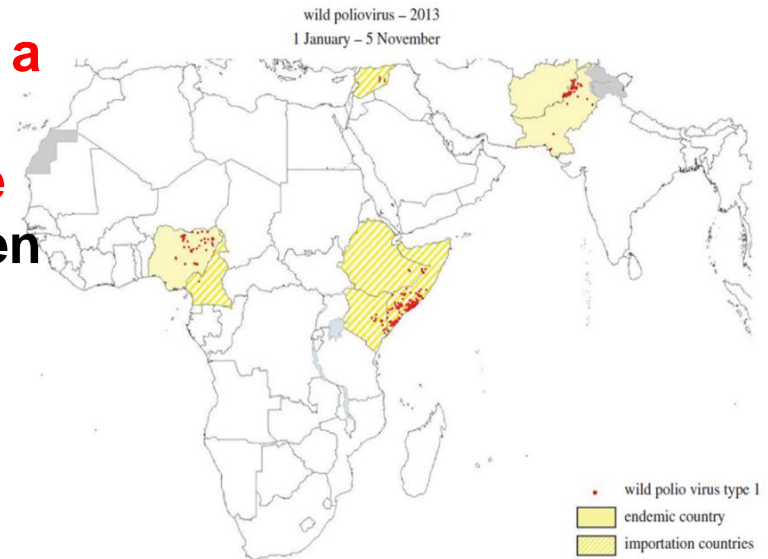 wild poliovirus – 2013
1 January – 5 November
a
e
en
wild polio virus type 1
endemic country
importation countries